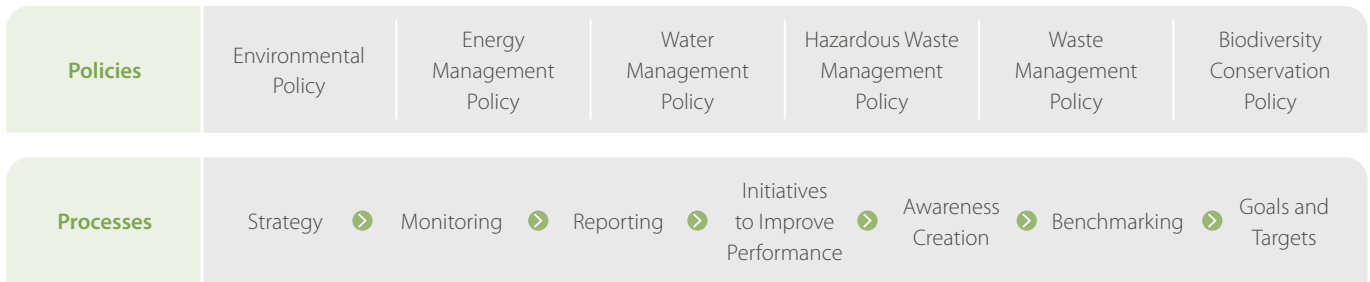 Policies
Environmental
Policy
Energy
Management
Policy
Water
Management
Policy
Hazardous Waste
Management
Policy
Waste
Management
Policy
Biodiversity
Conservation
Policy
Processes
Strategy
Monitoring
Reporting
Initiatives
to Improve
Performance
Awareness
Creation
Benchmarking
Goals and
Targets